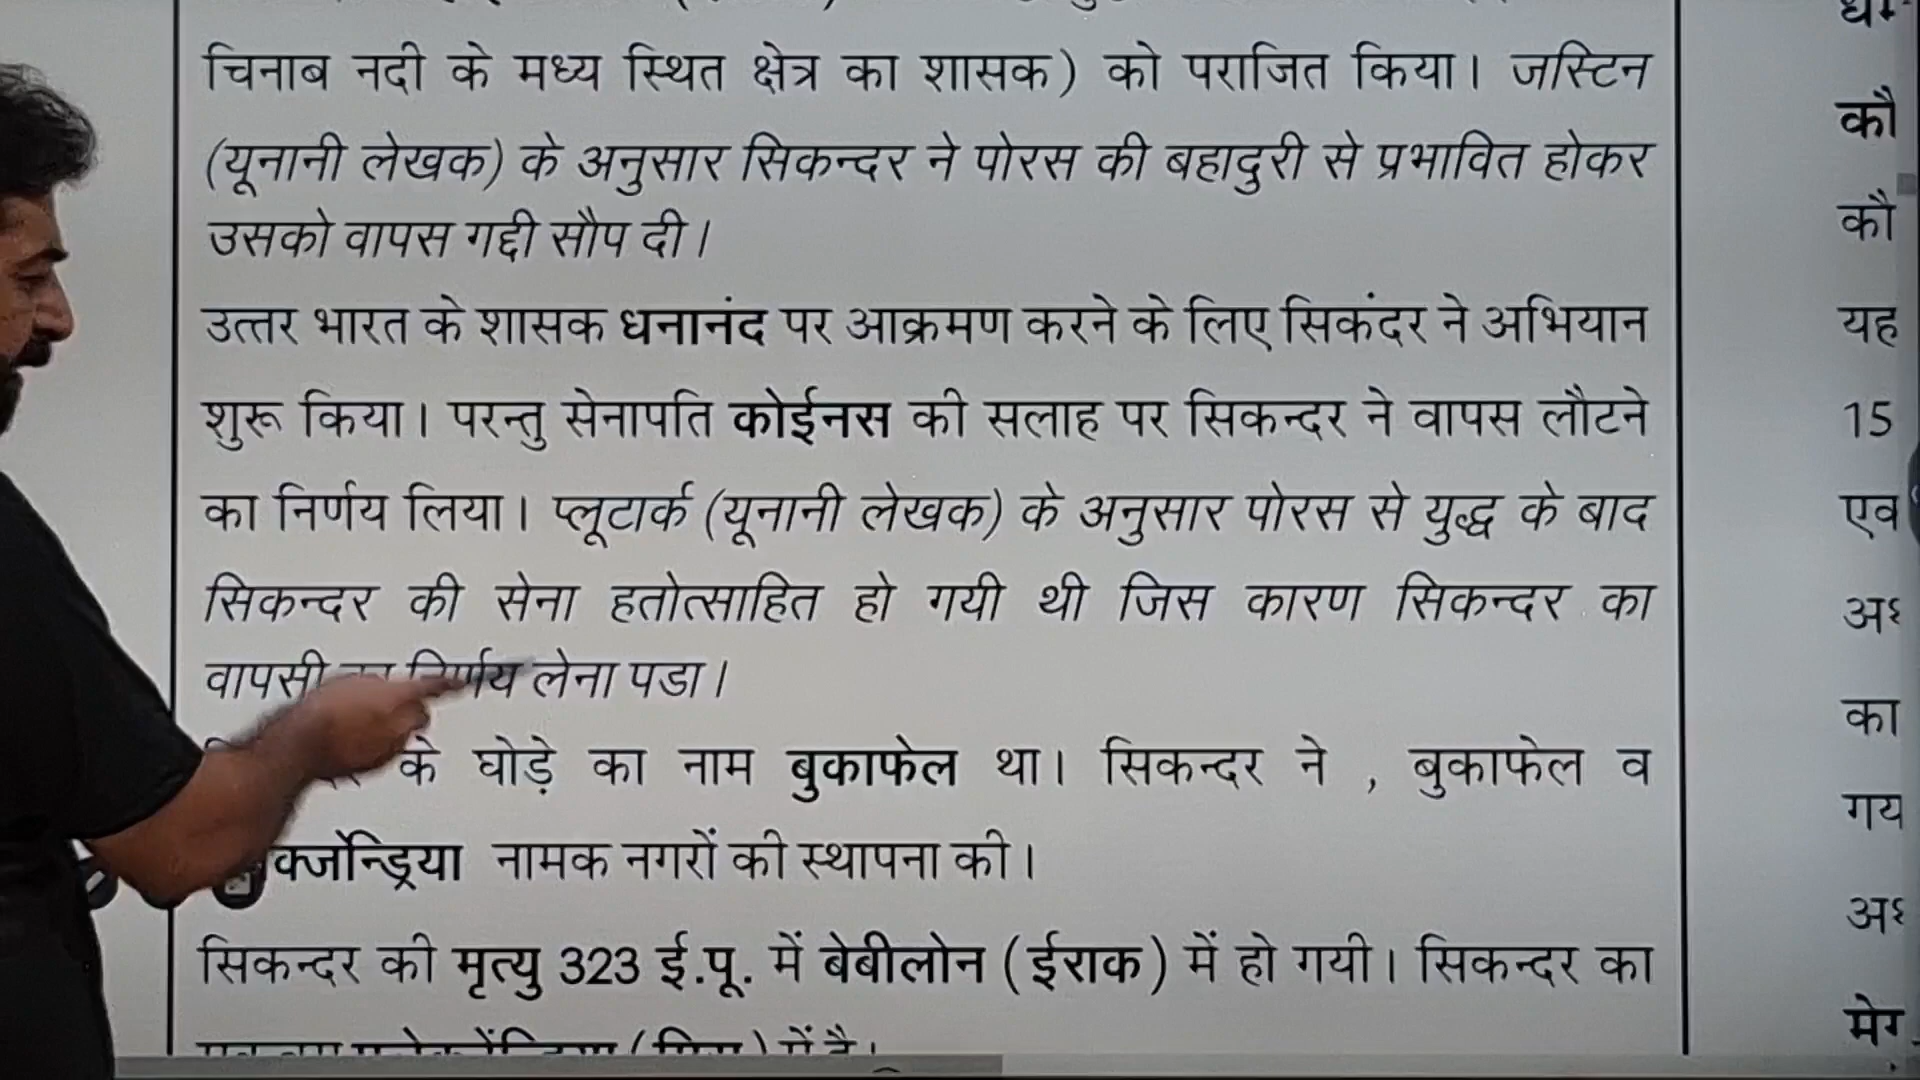 चिनाब नदी के मध्य स्थित क्षेत्र का शासक) को पराजित किया। जस्टिन
(यूनानी लेखक) के अनुसार सिकन्दर ने पोरस की बहादुरी से प्रभावित होकर
उसको वापस गद्दी सौप दी।
उत्तर भारत के शासक धनानंद पर आक्रमण करने के लिए सिकंदर ने अभियान
शुरू किया। परन्तु सेनापति कोईनस की सलाह पर सिकन्दर ने वापस लौटने
का निर्णय लिया। प्लूटार्क (यूनानी लेखक) के अनुसार पोरस से युद्ध के बाद
सिकन्दर की सेना हतोत्साहित हो गयी थी जिस कारण सिकन्दर का
वापसी का निर्णय लेना पडा।
के घोड़े का नाम बुकाफेल था। सिकन्दर ने , बुकाफेल व
नामक नगरों की स्थापना की।
सिकन्दर की मृत्यु 323 ई.पू. में बेबीलोन (ईराक) में हो गयी। सिकन्दर का
में है।
कौ
कौ
यह
15
एव
का
गय